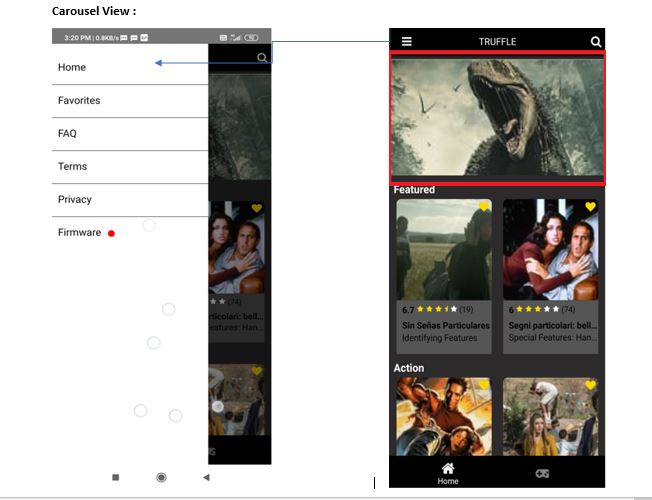 Carousel View :
3:20 PM | 0.8KB/s
Home
Favorites
FAQ
Terms
Privacy
Firmware
(74)
rticolari: bell...
eatures: Han...
TRUFFLE
Featured
6.7 (19)
Sin Señas Particulares
Identifying Features
6 (74)
Segni particolari: bell...
Special Features: Han...
Action
Home